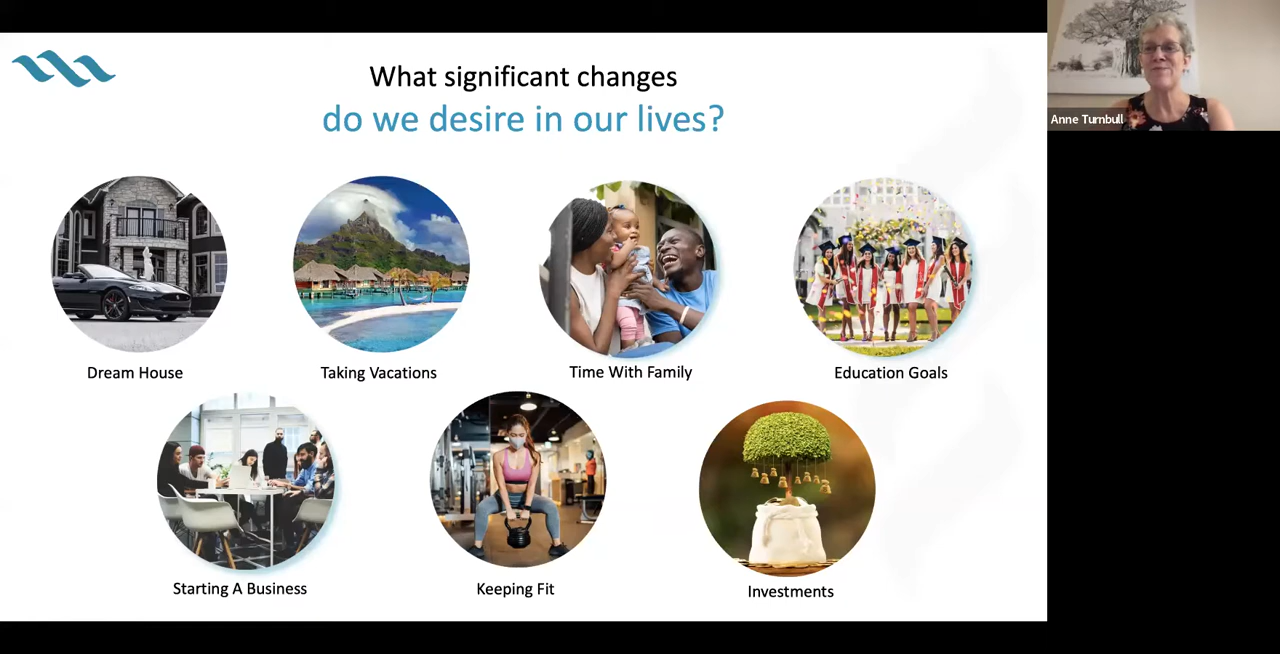 What significant changes
do we desire in our lives?
Anne Turnbull
Dream House
Taking Vacations
Time With Family
Education Goals
Starting A Business
Keeping Fit
Investments